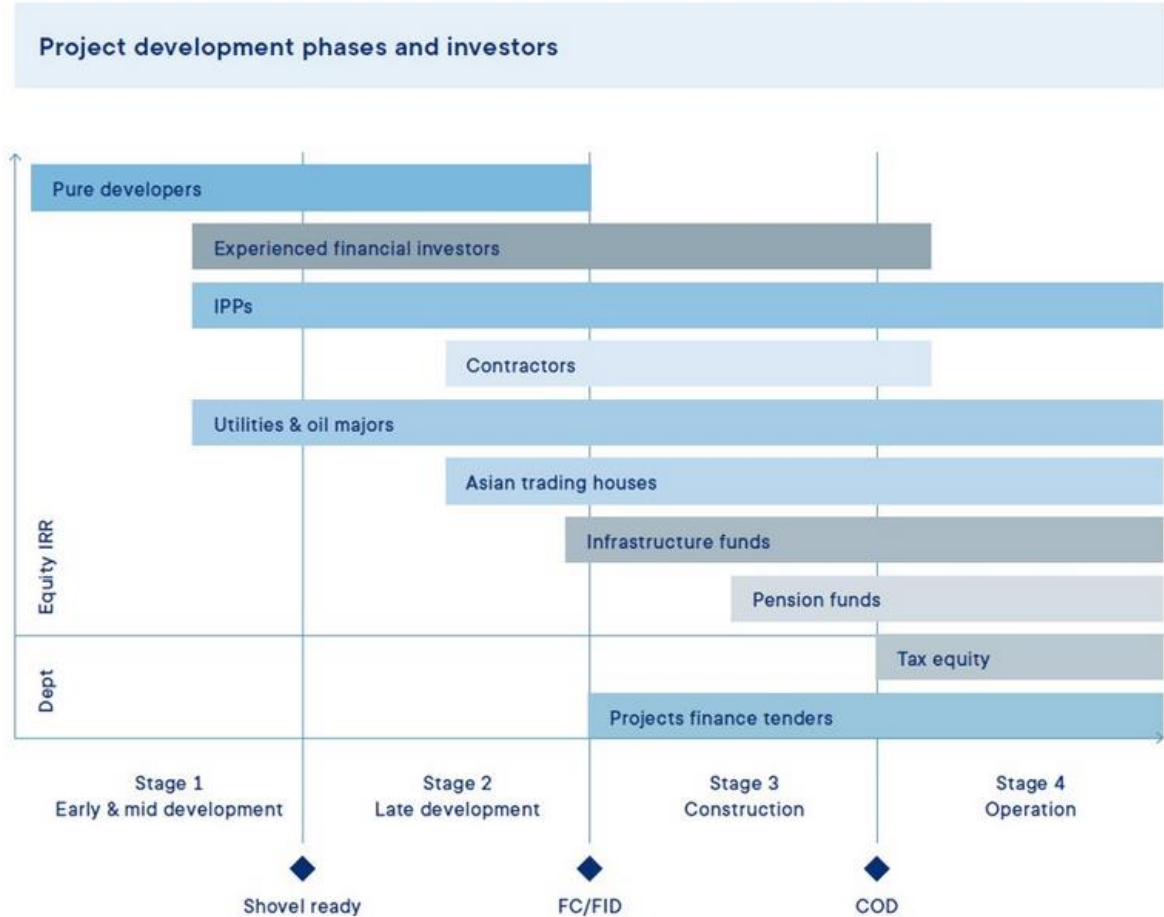 Project development phases and investors
Pure developers
Experienced financial investors
IPPs
Contractors
Utilities & oil majors
Asian trading houses
Infrastructure funds
Pension funds
Tax equity
Projects finance tenders
Equity IRR
Dept
Stage 1
Early & mid development
Stage 2
Late development
Stage 3
Construction
Stage 4
Operation
Shovel ready
FC/FID
COD